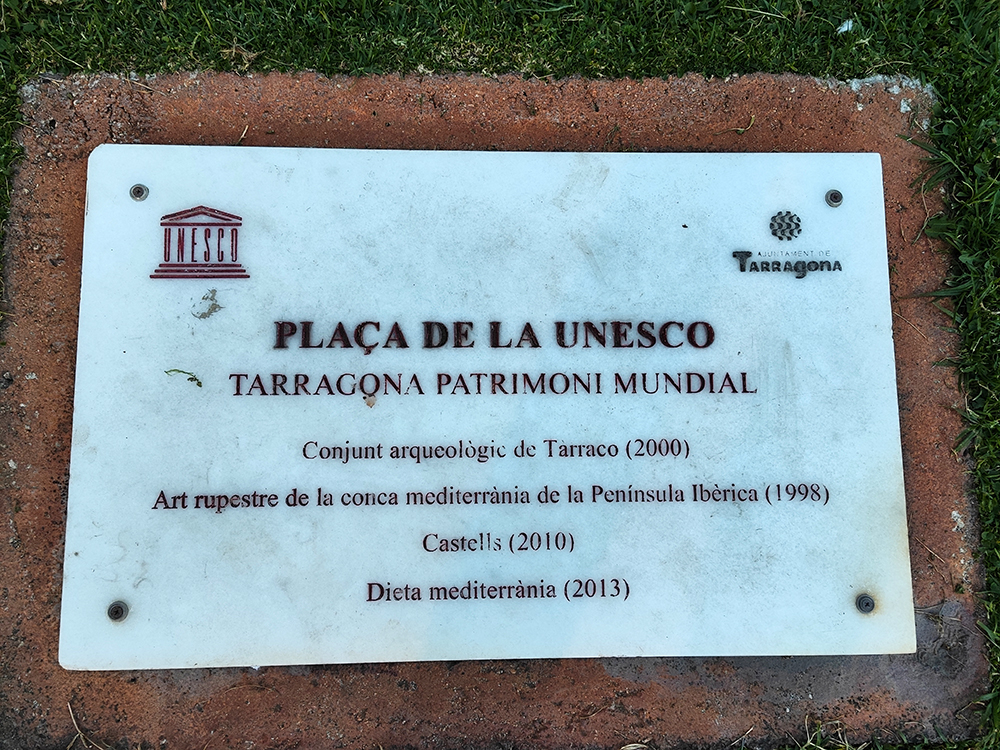 UNESCO
AJUNTAMENT DE
TARRAGONA
PLAÇA DE LA UNESCO
TARRAGONA PATRIMONI MUNDIAL
Conjunt arqueològic de Tàrraco (2000)
Art rupestre de la conca mediterrània de la Península Ibèrica (1998)
Castells (2010)
Dieta mediterrània (2013)